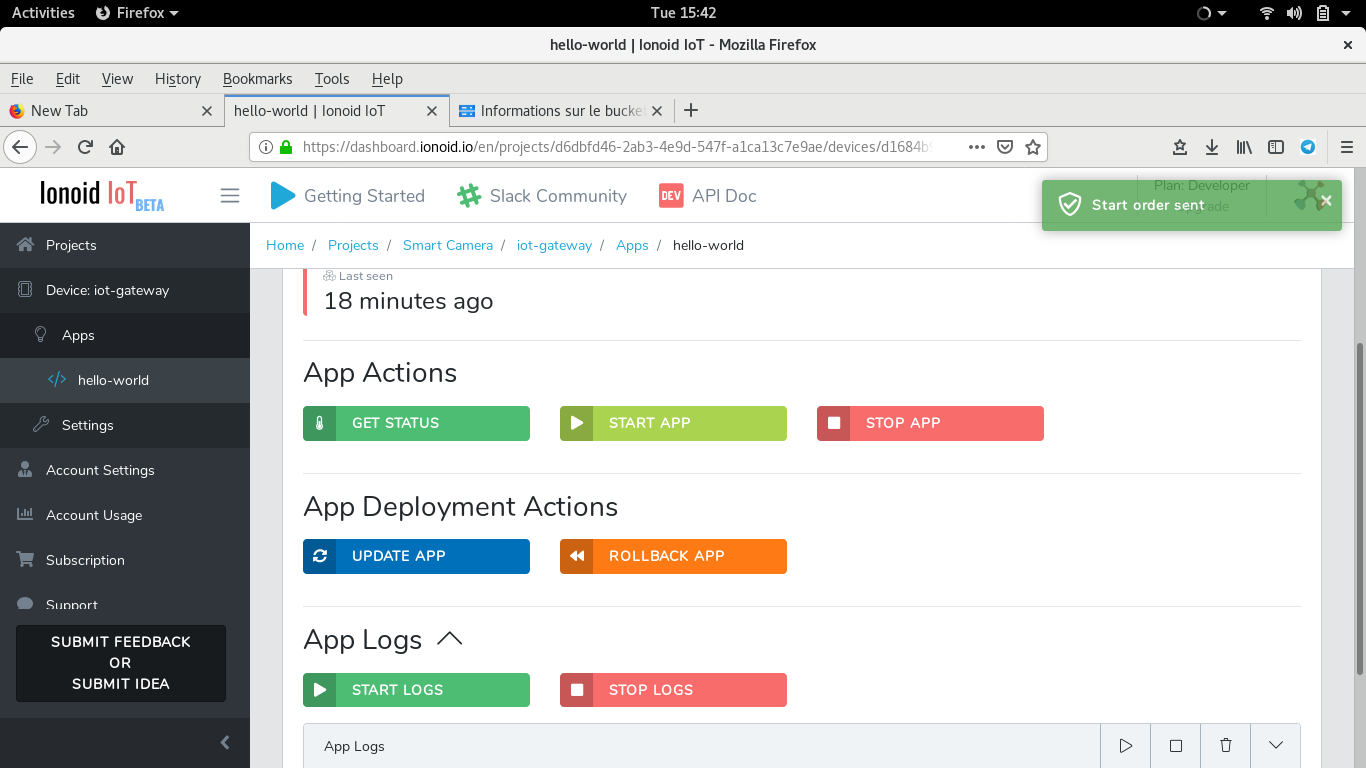 Activities Firefox Tue 15:42
hello-world | Ionoid IoT - Mozilla Firefox
File Edit View History Bookmarks Tools Help
New Tab hello-world | Ionoid IoT Informations sur le bucke
https://dashboard.ionoid.io/en/projects/d6dbfd46-2ab3-4e9d-547f-a1ca13c7e9ae/devices/d1684b
Ionoid IoT BETA Getting Started Slack Community DEV API Doc Plan: Developer
Start order sent
Home / Projects / Smart Camera / iot-gateway / Apps / hello-world
Projects
Device: iot-gateway
Apps
hello-world
Settings
Account Settings
Account Usage
Subscription
Support
SUBMIT FEEDBACK
OR
SUBMIT IDEA
Last seen
18 minutes ago
App Actions
GET STATUS START APP STOP APP
App Deployment Actions
UPDATE APP ROLLBACK APP
App Logs
START LOGS STOP LOGS
App Logs